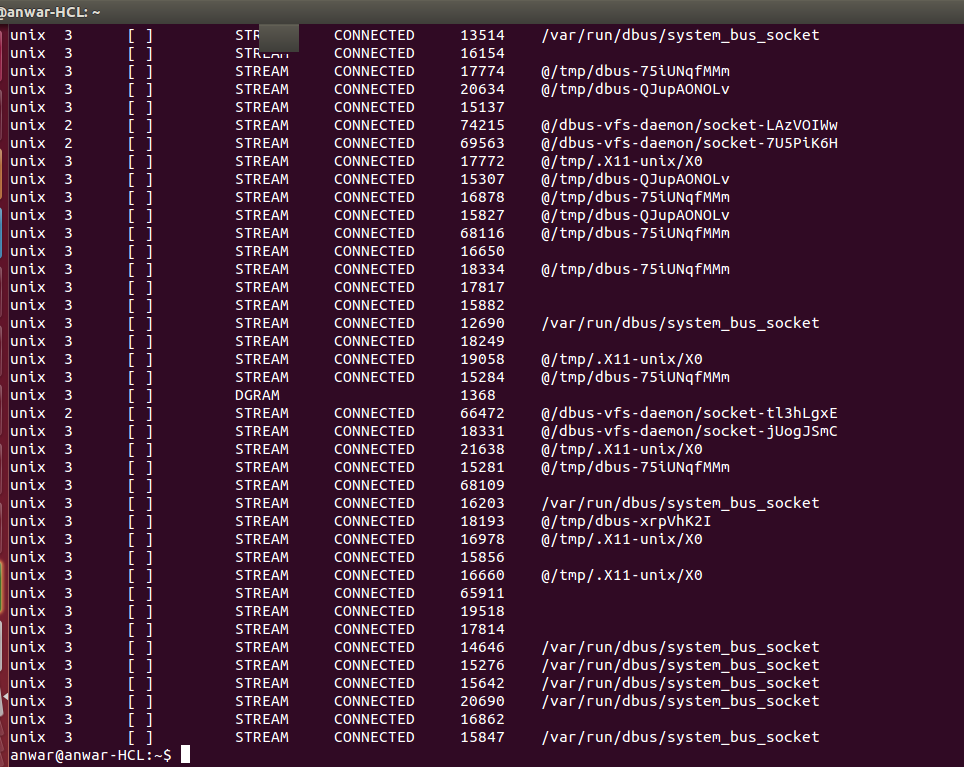 @anwar-HCL: ~
unix 3 [ ] CONNECTED 13514 /var/run/dbus/system_bus_socket
unix 3 [ ] STREAM CONNECTED 16154
unix 3 [ ] STREAM CONNECTED 17774 @/tmp/dbus-75iUNqfMMm
unix 3 [ ] STREAM CONNECTED 20634 @/tmp/dbus-QJupAONOLv
unix 3 [ ] STREAM CONNECTED 15137
unix 2 [ ] STREAM CONNECTED 74215 @/dbus-vfs-daemon/socket-LAzVOIWw
unix 2 [ ] STREAM CONNECTED 69563 @/dbus-vfs-daemon/socket-7U5PiK6H
unix 3 [ ] STREAM CONNECTED 17772 @/tmp/.X11-unix/X0
unix 3 [ ] STREAM CONNECTED 15307 @/tmp/dbus-QJupAONOLv
unix 3 [ ] STREAM CONNECTED 16878 @/tmp/dbus-75iUNqfMMm
unix 3 [ ] STREAM CONNECTED 15827 @/tmp/dbus-QJupAONOLv
unix 3 [ ] STREAM CONNECTED 68116 @/tmp/dbus-75iUNqfMMm
unix 3 [ ] STREAM CONNECTED 16650
unix 3 [ ] STREAM CONNECTED 18334 @/tmp/dbus-75iUNqfMMm
unix 3 [ ] STREAM CONNECTED 17817
unix 3 [ ] STREAM CONNECTED 15882
unix 3 [ ] STREAM CONNECTED 12690 /var/run/dbus/system_bus_socket
unix 3 [ ] STREAM CONNECTED 18249
unix 3 [ ] STREAM CONNECTED 19058 @/tmp/.X11-unix/X0
unix 3 [ ] STREAM CONNECTED 15284 @/tmp/dbus-75iUNqfMMm
unix 3 [ ] DGRAM 1368
unix 2 [ ] STREAM CONNECTED 66472 @/dbus-vfs-daemon/socket-tl3hLgxE
unix 3 [ ] STREAM CONNECTED 18331 @/dbus-vfs-daemon/socket-jUogJSmC
unix 3 [ ] STREAM CONNECTED 21638 @/tmp/.X11-unix/X0
unix 3 [ ] STREAM CONNECTED 15281 @/tmp/dbus-75iUNqfMMm
unix 3 [ ] STREAM CONNECTED 68109
unix 3 [ ] STREAM CONNECTED 16203 /var/run/dbus/system_bus_socket
unix 3 [ ] STREAM CONNECTED 18193 @/tmp/dbus-xrpVhK2I
unix 3 [ ] STREAM CONNECTED 16978 @/tmp/.X11-unix/X0
unix 3 [ ] STREAM CONNECTED 15856
unix 3 [ ] STREAM CONNECTED 16660 @/tmp/.X11-unix/X0
unix 3 [ ] STREAM CONNECTED 65911
unix 3 [ ] STREAM CONNECTED 19518
unix 3 [ ] STREAM CONNECTED 17814
unix 3 [ ] STREAM CONNECTED 14646 /var/run/dbus/system_bus_socket
unix 3 [ ] STREAM CONNECTED 15276 /var/run/dbus/system_bus_socket
unix 3 [ ] STREAM CONNECTED 15642 /var/run/dbus/system_bus_socket
unix 3 [ ] STREAM CONNECTED 20690 /var/run/dbus/system_bus_socket
unix 3 [ ] STREAM CONNECTED 16862
unix 3 [ ] STREAM CONNECTED 15847 /var/run/dbus/system_bus_socket
anwar@anwar-HCL:~$